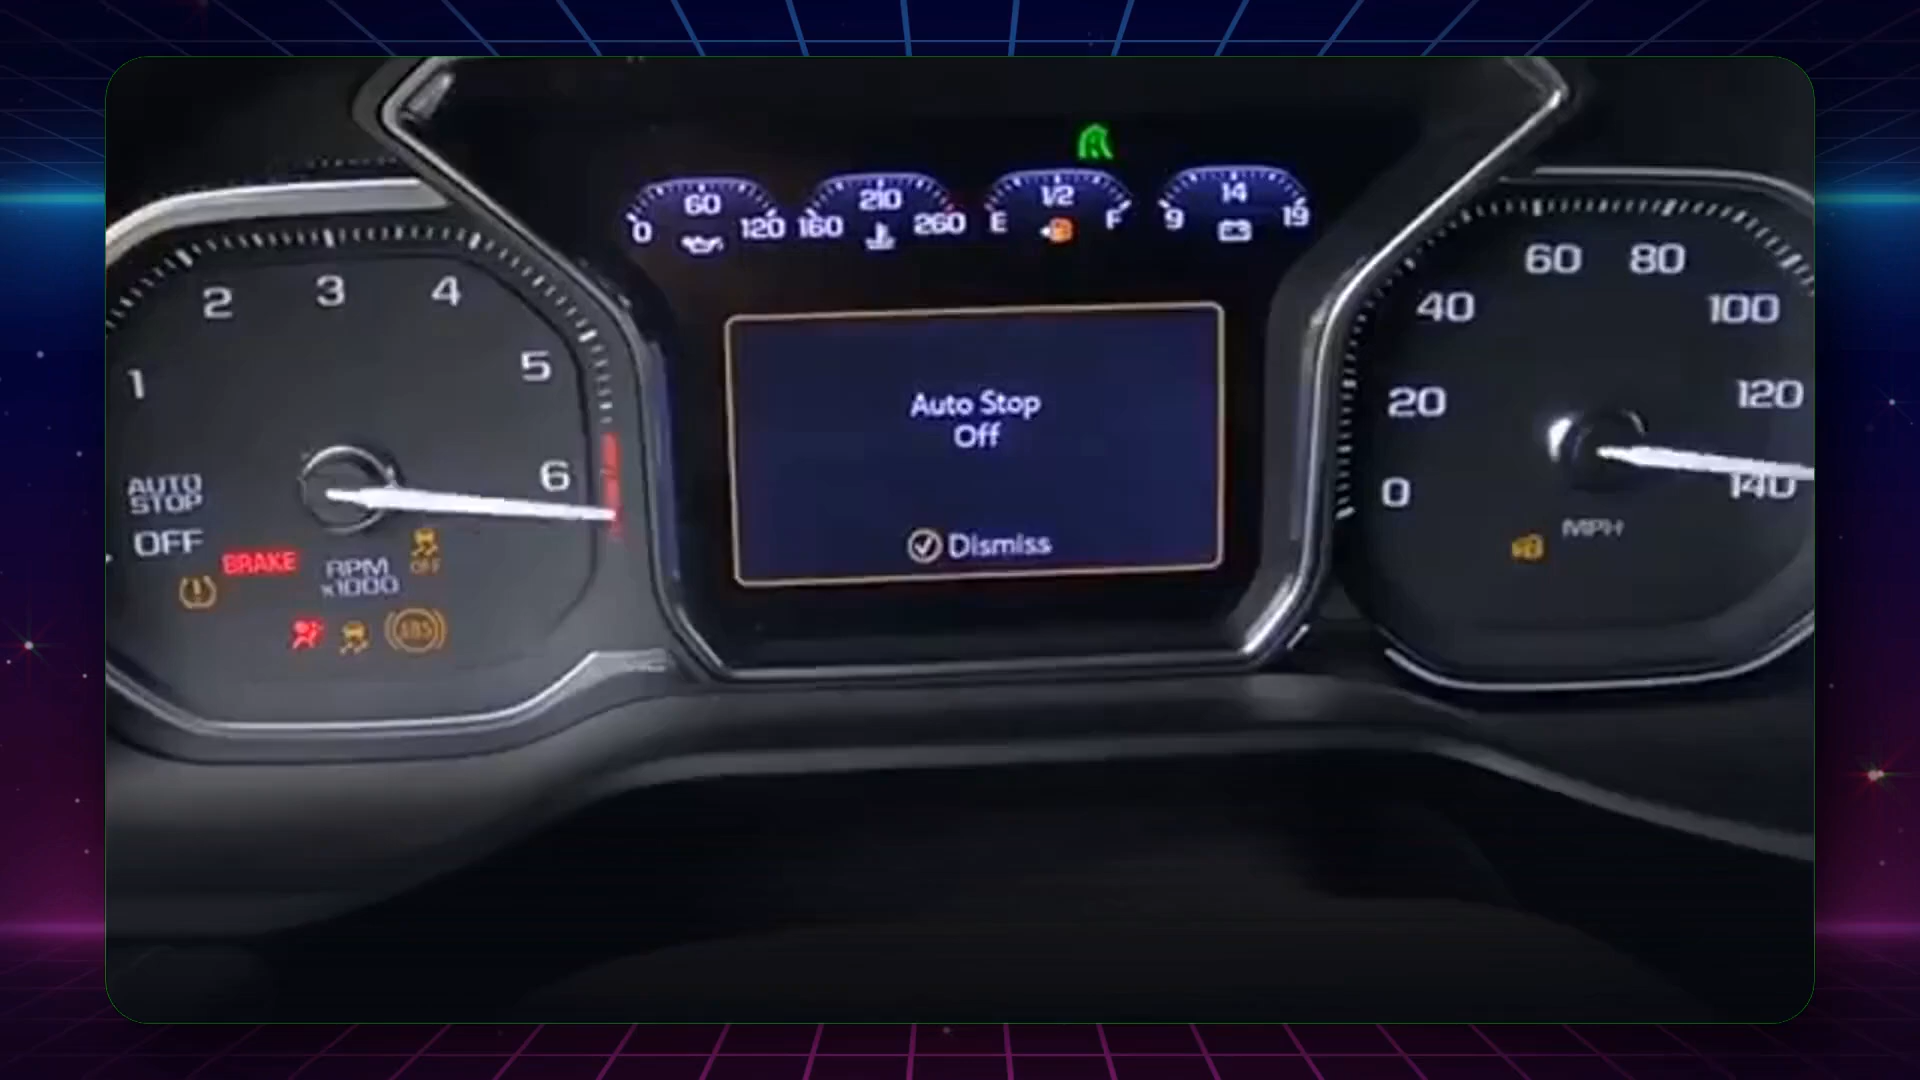 60
0 120
210
160 260
1/2
E F
14
9 19
1
2
3
4
5
6
AUTO
STOP
OFF
BRAKE
RPM
x1000
OFF
ABS
Auto Stop
Off
Dismiss
0
20
40
60
80
100
120
140
MPH